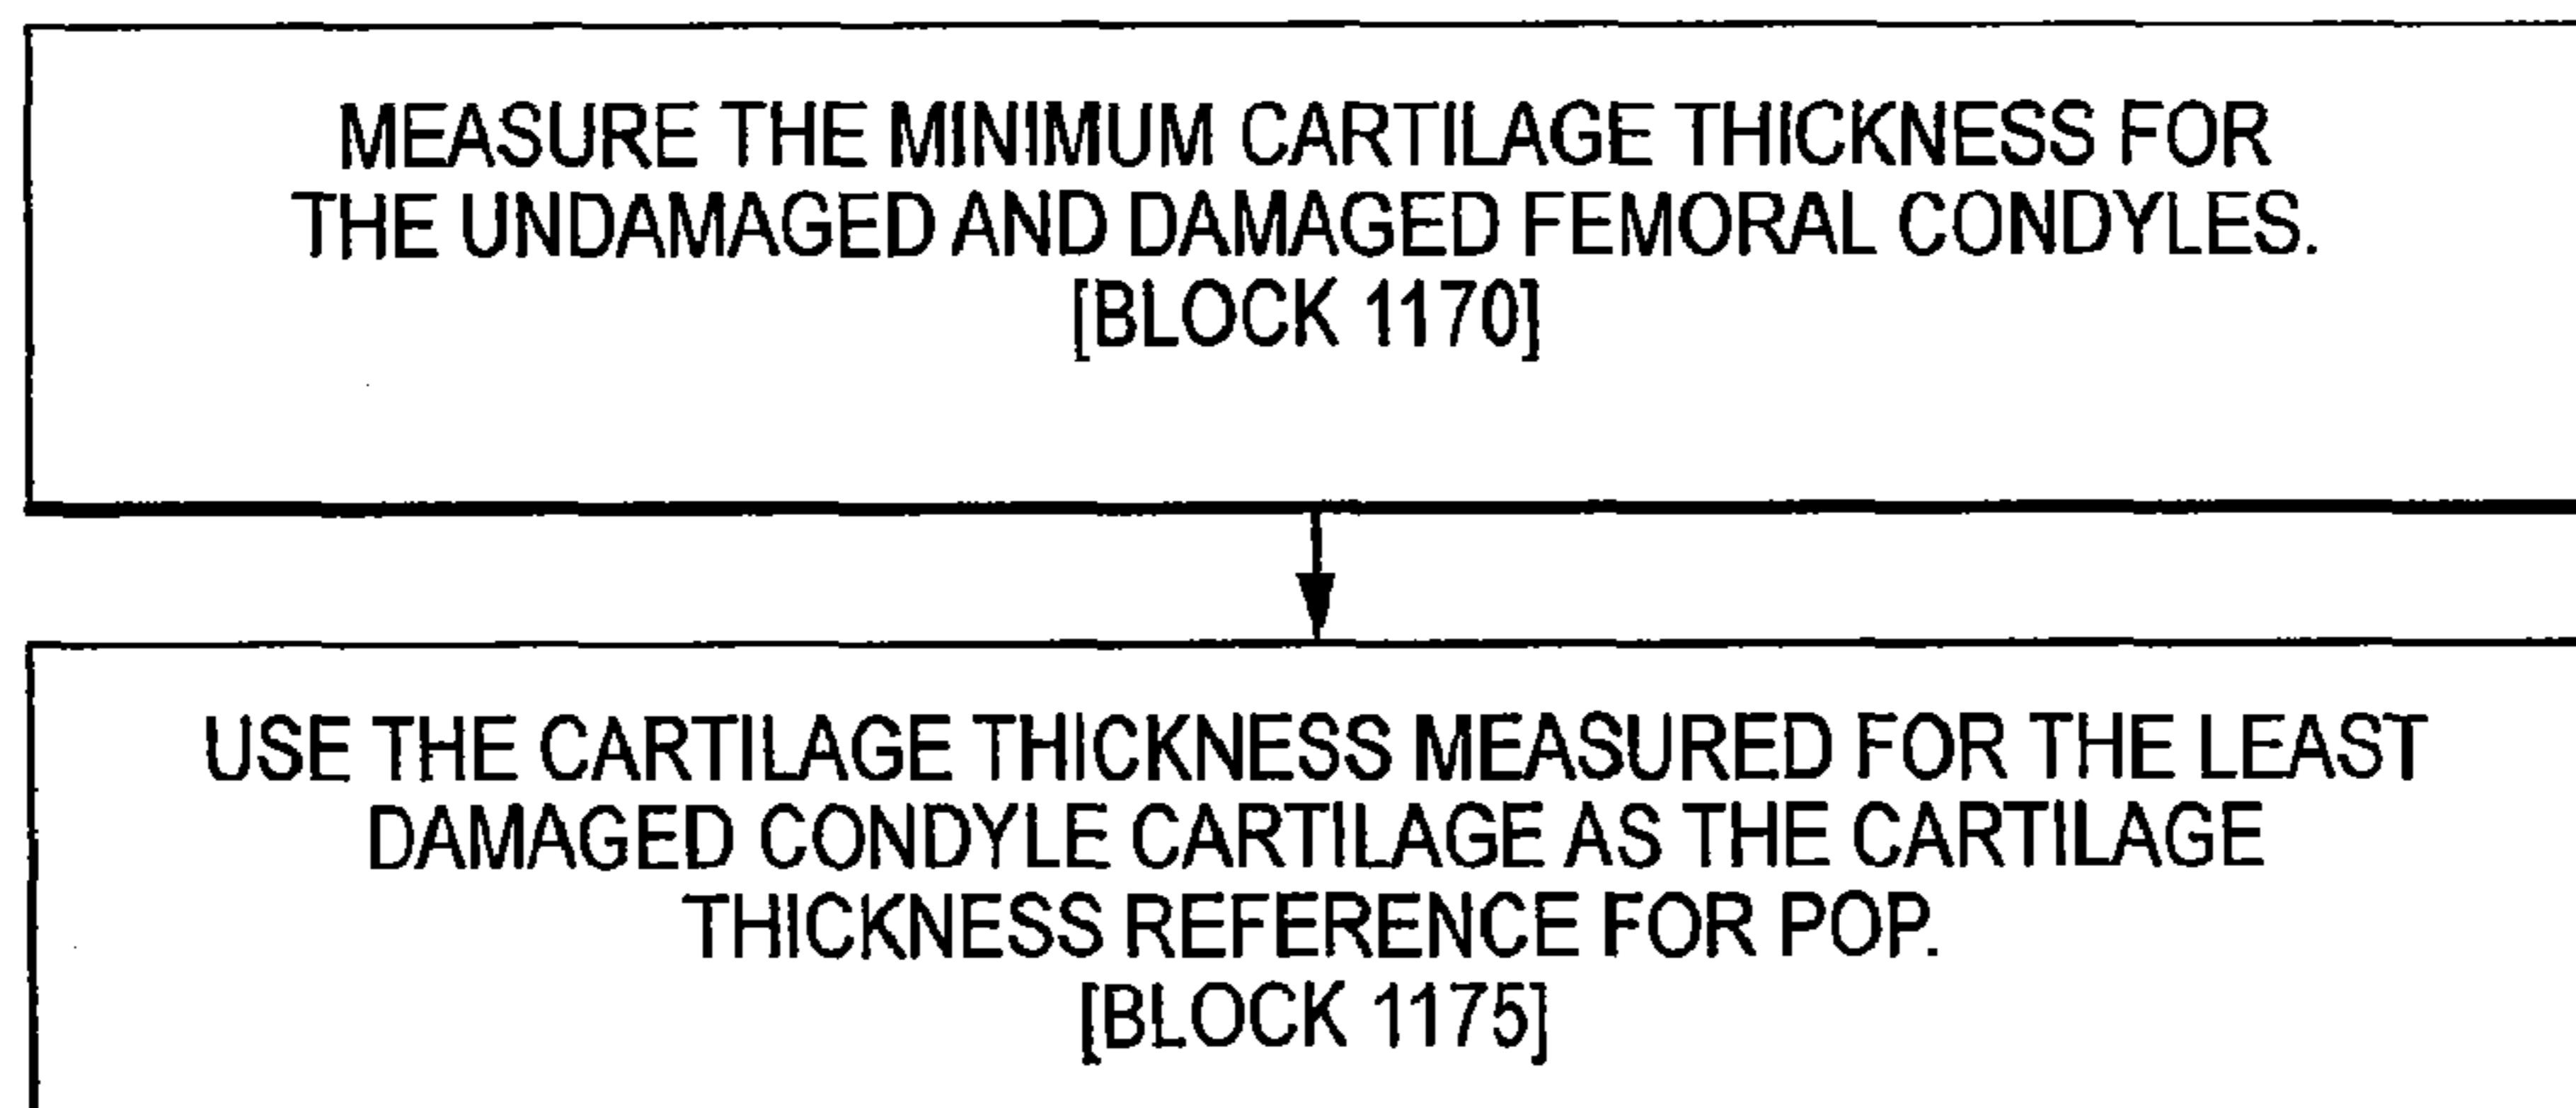 MEASURE THE MINIMUM CARTILAGE THICKNESS FOR
THE UNDAMAGED AND DAMAGED FEMORAL CONDYLES.
[BLOCK 1170]
USE THE CARTILAGE THICKNESS MEASURED FOR THE LEAST
DAMAGED CONDYLE CARTILAGE AS THE CARTILAGE
THICKNESS REFERENCE FOR POP.
[BLOCK 1175]